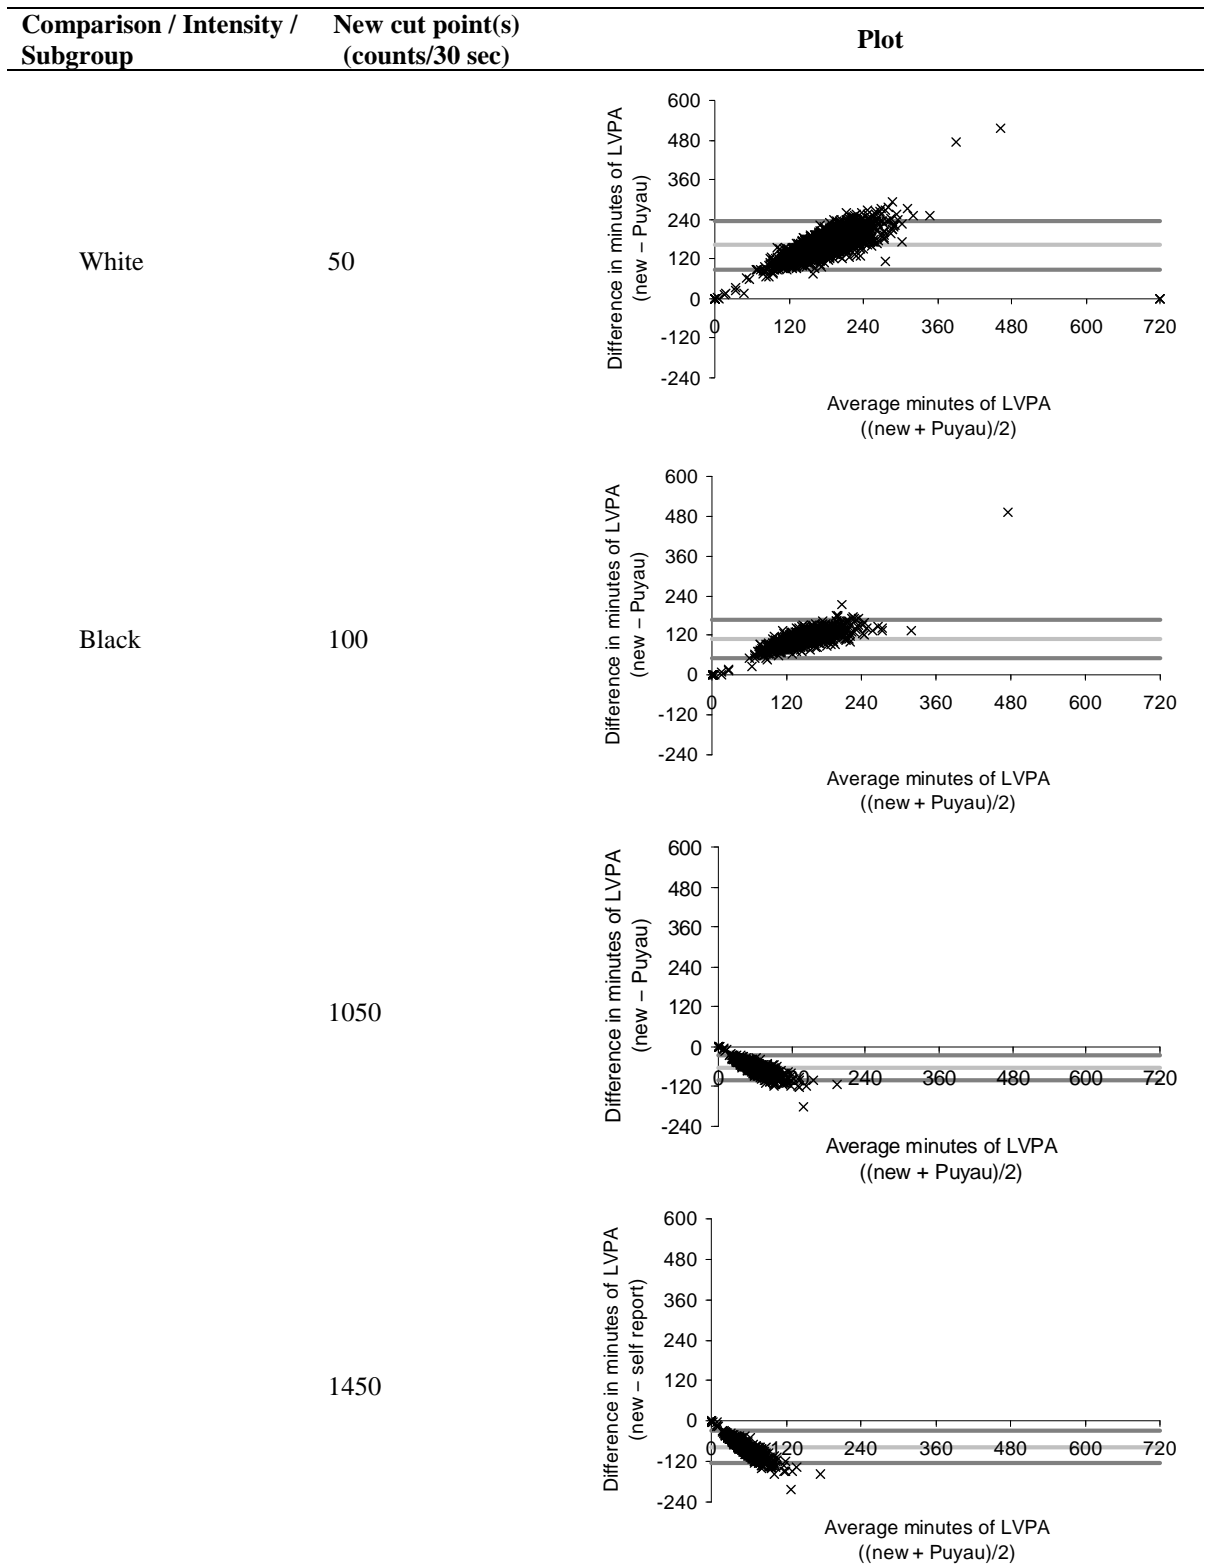 Comparison / Intensity /
Subgroup
New cut point(s)
(counts/30 sec)
Plot
White
50
Difference in minutes of LVPA
(new – Puyau)
600
480
360
240
120
0
-120
-240
0 120 240 360 480 600 720
Average minutes of LVPA
((new + Puyau)/2)
Black
100
Difference in minutes of LVPA
(new – Puyau)
600
480
360
240
120
0
-120
-240
0 120 240 360 480 600 720
Average minutes of LVPA
((new + Puyau)/2)
1050
Difference in minutes of LVPA
(new – Puyau)
600
480
360
240
120
0
-120
-240
0 120 240 360 480 600 720
Average minutes of LVPA
((new + Puyau)/2)
1450
Difference in minutes of LVPA
(new – self report)
600
480
360
240
120
0
-120
-240
0 120 240 360 480 600 720
Average minutes of LVPA
((new + Puyau)/2)